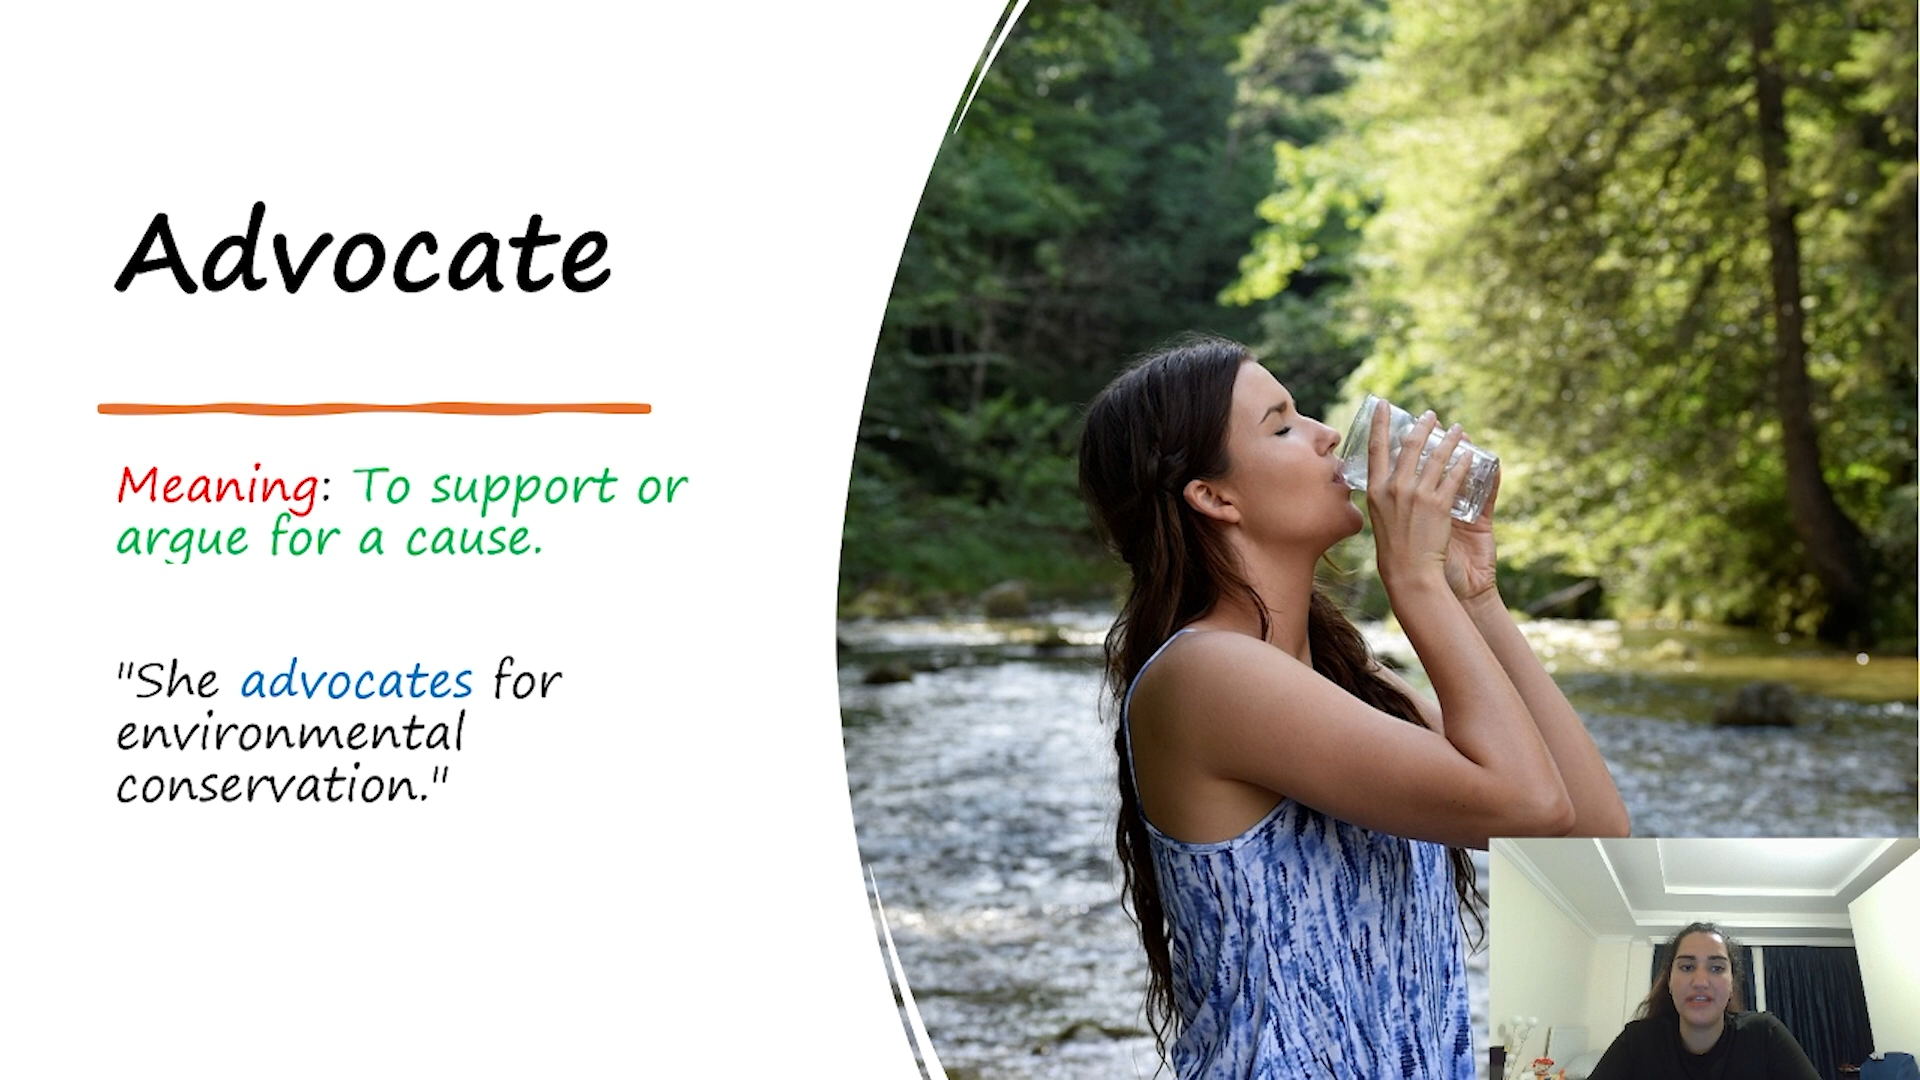 Advocate
Meaning: To support or
argue for a cause.
"She advocates for
environmental
conservation."